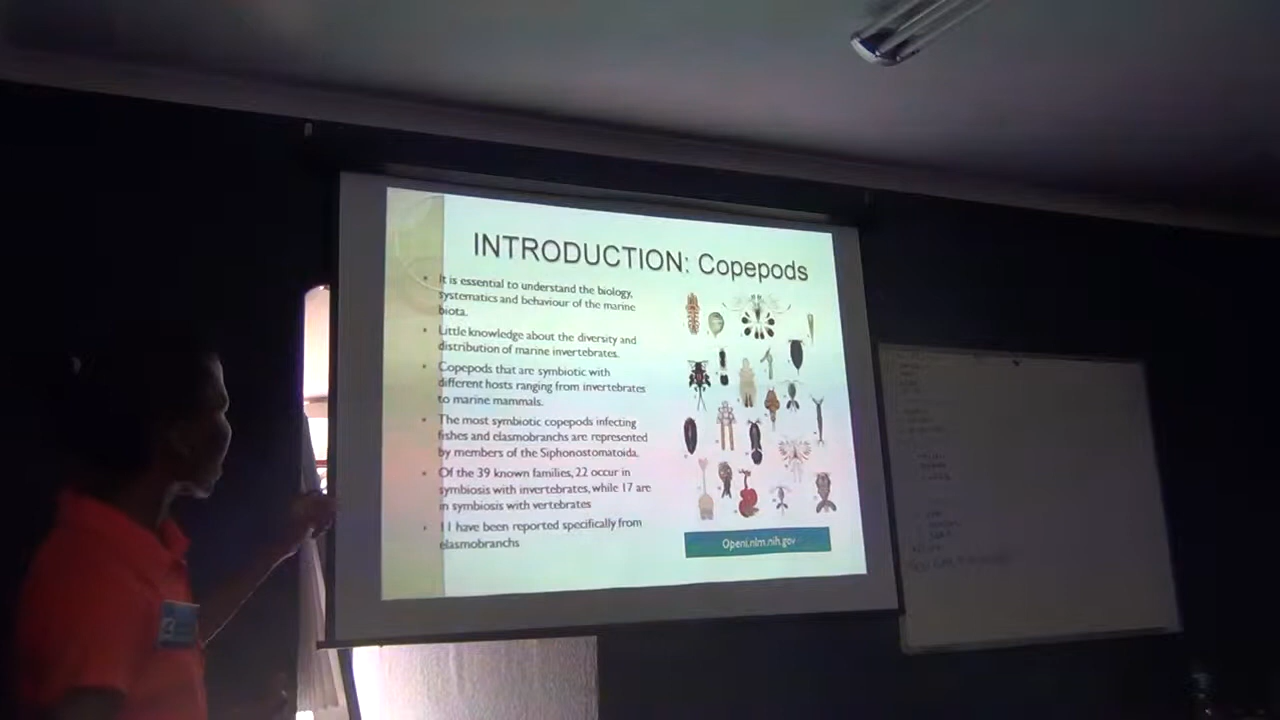 INTRODUCTION: Copepods
It is essential to understand the biology,
systematics and behaviour of the marine
biota.
Little knowledge about the diversity and
distribution of marine invertebrates.
Copepods that are symbiotic with
different hosts ranging from invertebrates
to marine mammals.
The most symbiotic copepods infecting
fishes and elasmobranchs are represented
by members of the Siphonostomatoida.
Of the 39 known families, 22 occur in
symbiosis with invertebrates, while 17 are
in symbiosis with vertebrates
11 have been reported specifically from
elasmobranchs
Openi.nlm.nih.gov